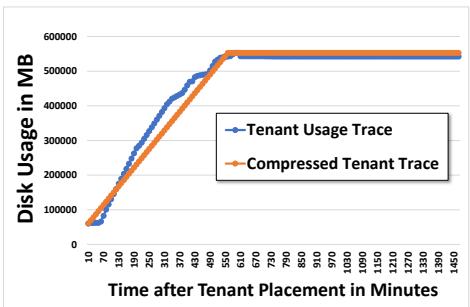 Disk Usage in MB
600000
500000
400000
300000
200000
100000
0
Tenant Usage Trace
Compressed Tenant Trace
10 70 130 190 250 310 370 430 490 550 610 670 730 790 850 910 970 1030 1090 1150 1210 1270 1330 1390 1450
Time after Tenant Placement in Minutes